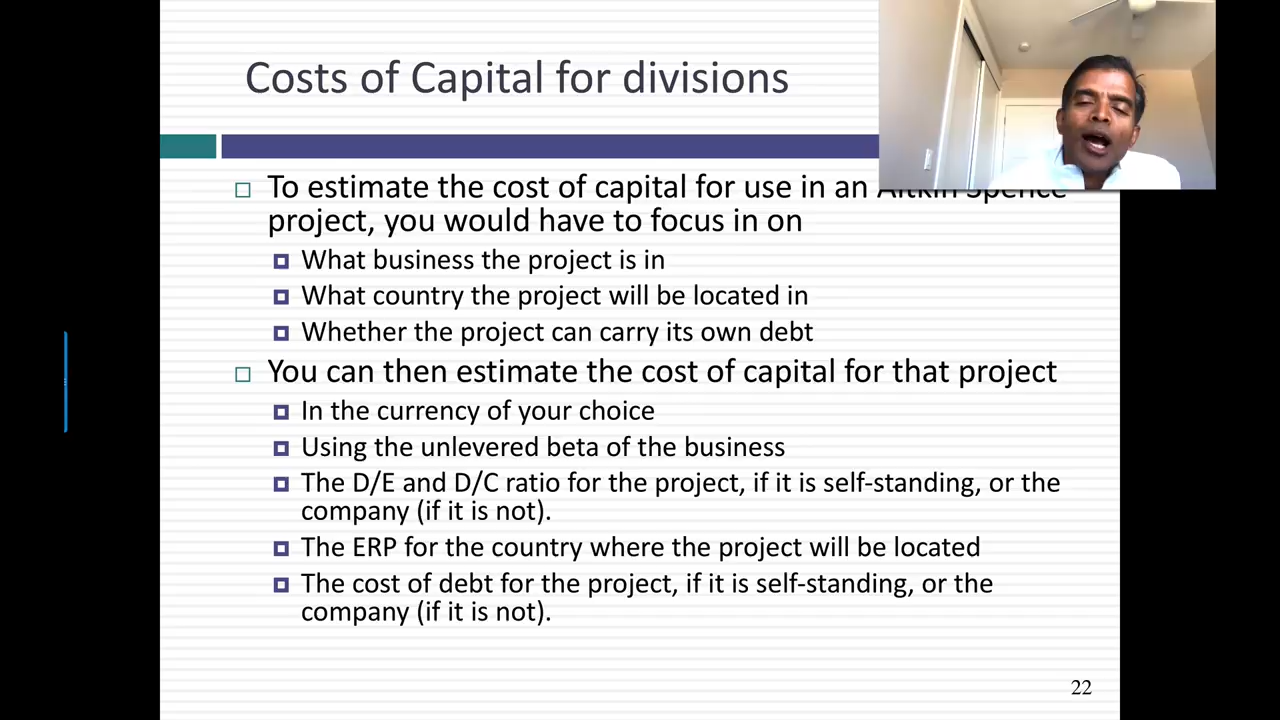 Costs of Capital for divisions
To estimate the cost of capital for use in an Aitkin Spence
project, you would have to focus in on
What business the project is in
What country the project will be located in
Whether the project can carry its own debt
You can then estimate the cost of capital for that project
In the currency of your choice
Using the unlevered beta of the business
The D/E and D/C ratio for the project, if it is self-standing, or the
company (if it is not).
The ERP for the country where the project will be located
The cost of debt for the project, if it is self-standing, or the
company (if it is not).
22